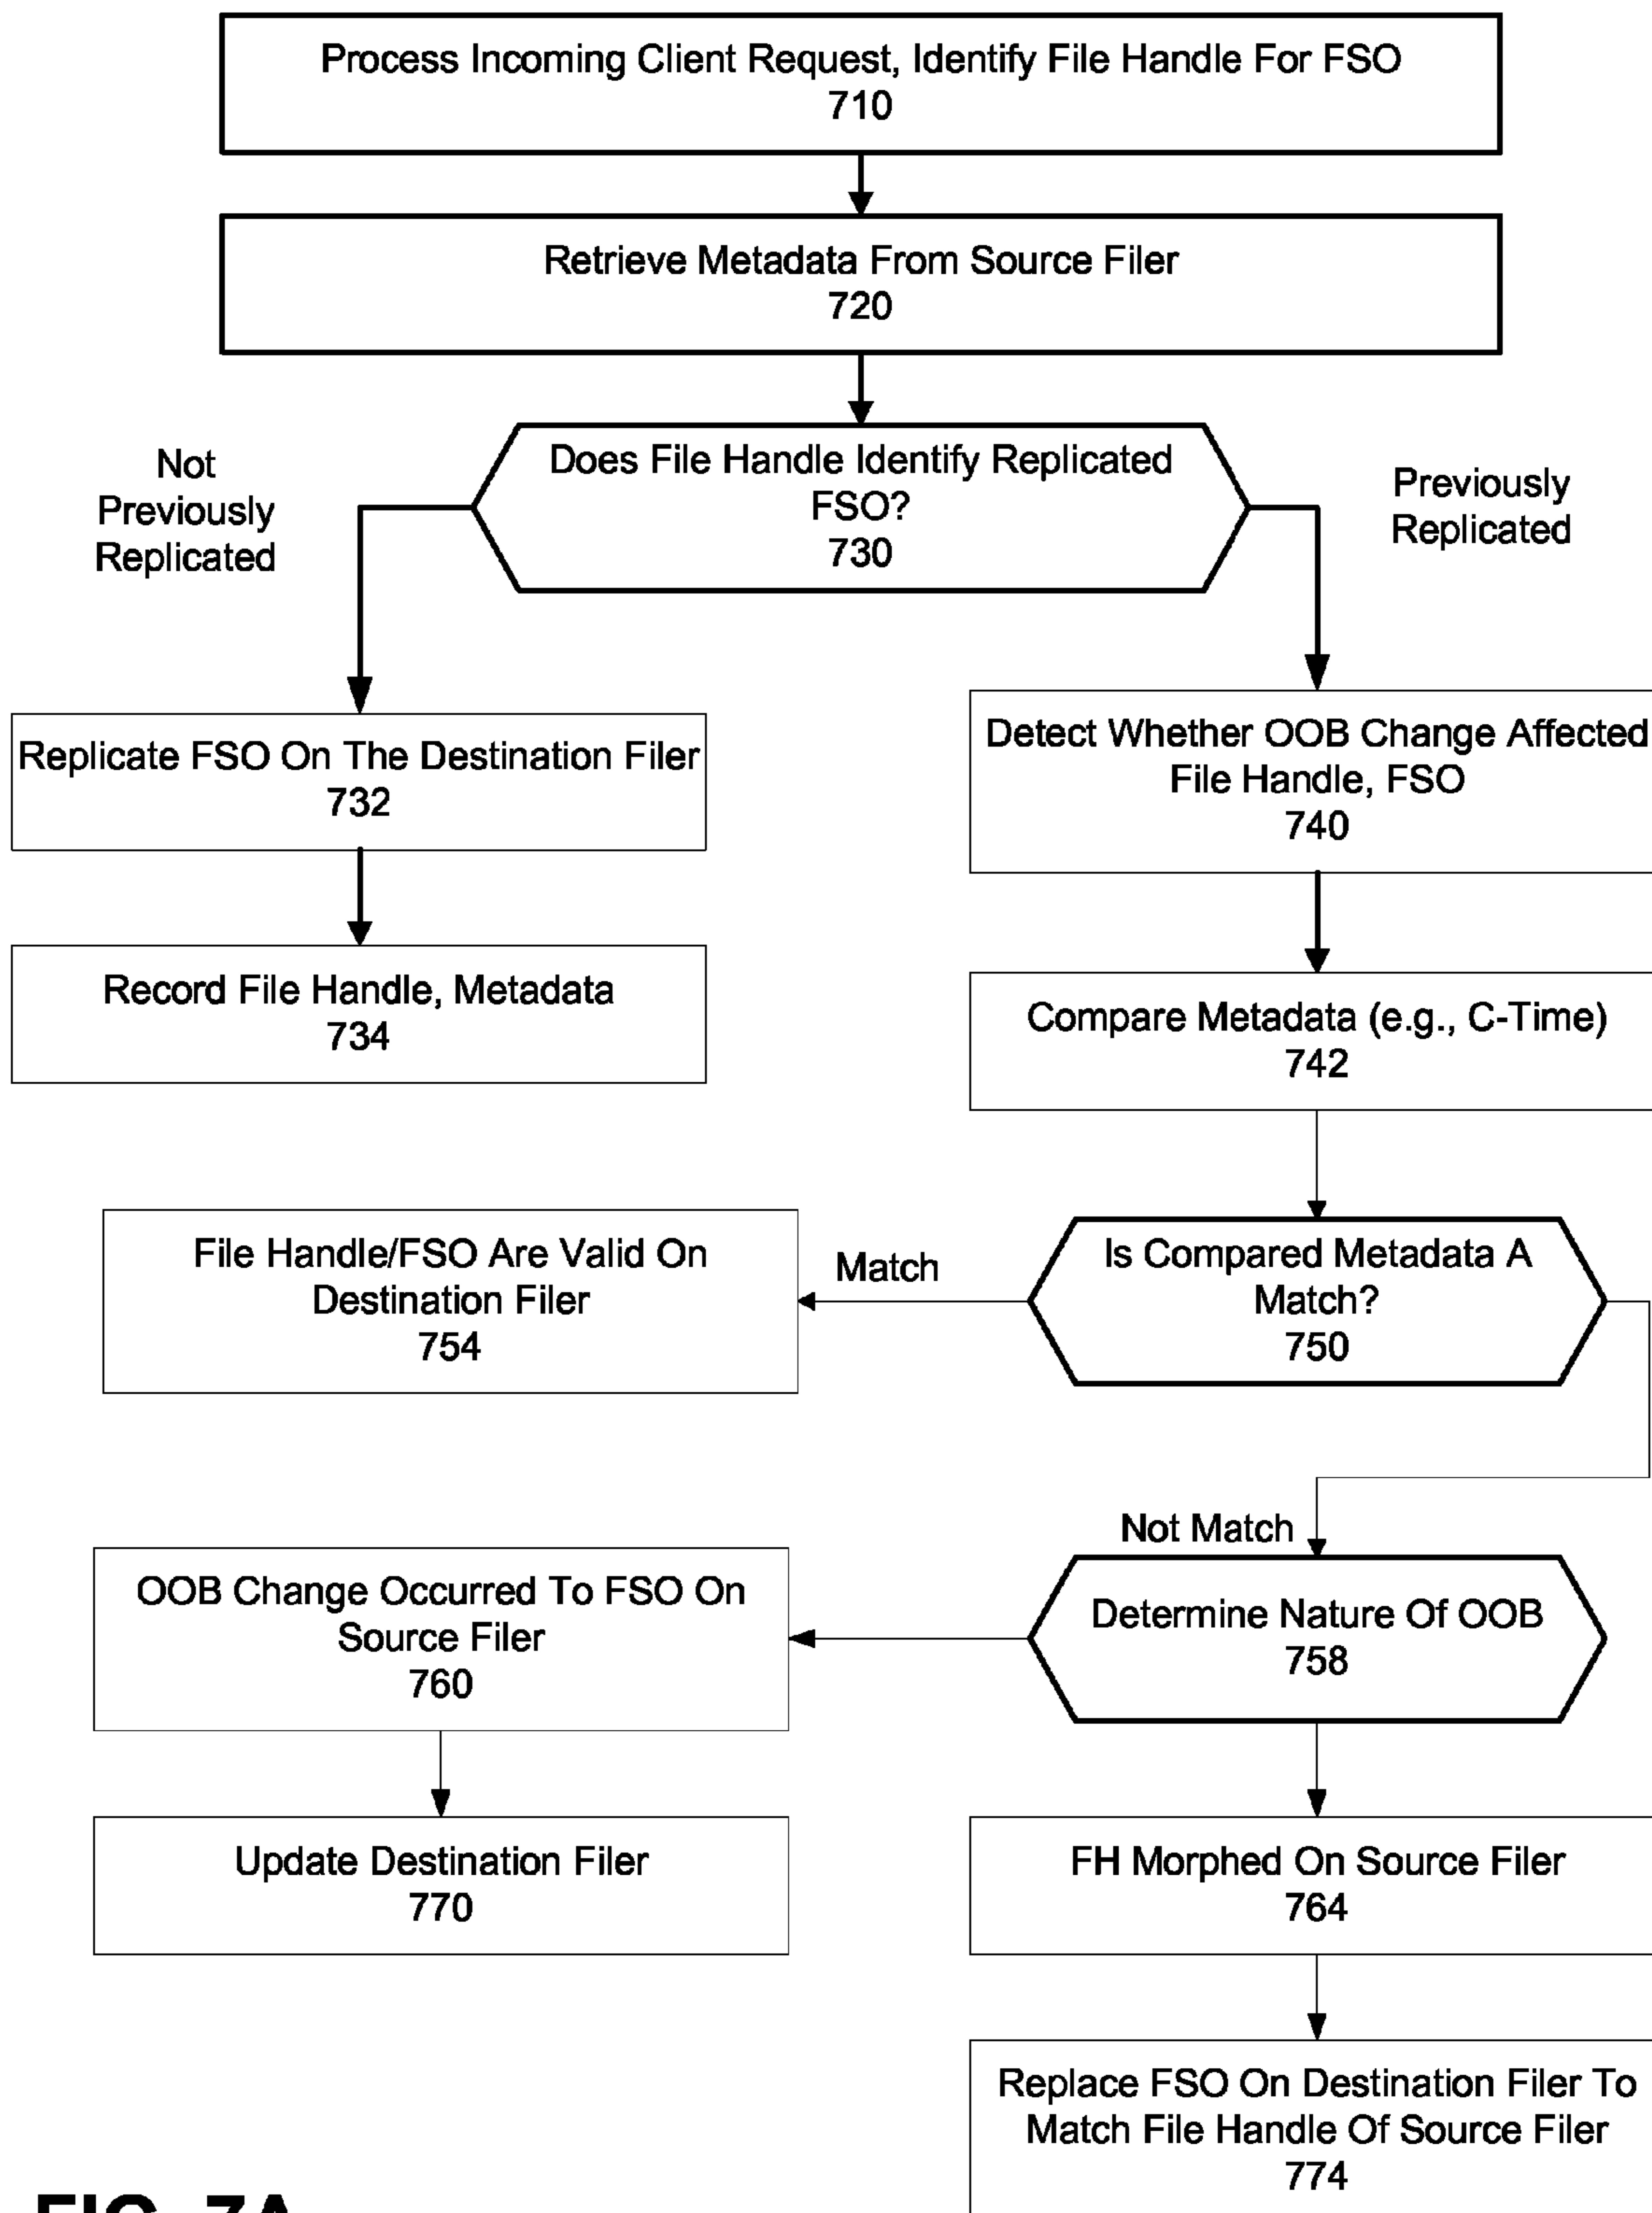 Process Incoming Client Request, Identify File Handle For FSO
710
Retrieve Metadata From Source Filer
720
Does File Handle Identify Replicated
FSO?
730
Not
Previously
Replicated
Previously
Replicated
Replicate FSO On The Destination Filer
732
Record File Handle, Metadata
734
Detect Whether OOB Change Affected
File Handle, FSO
740
Compare Metadata (e.g., C-Time)
742
Is Compared Metadata A
Match?
750
Match
File Handle/FSO Are Valid On
Destination Filer
754
Not Match
Determine Nature Of OOB
758
OOB Change Occurred To FSO On
Source Filer
760
Update Destination Filer
770
FH Morphed On Source Filer
764
Replace FSO On Destination Filer To
Match File Handle Of Source Filer
774
FIG. 7A